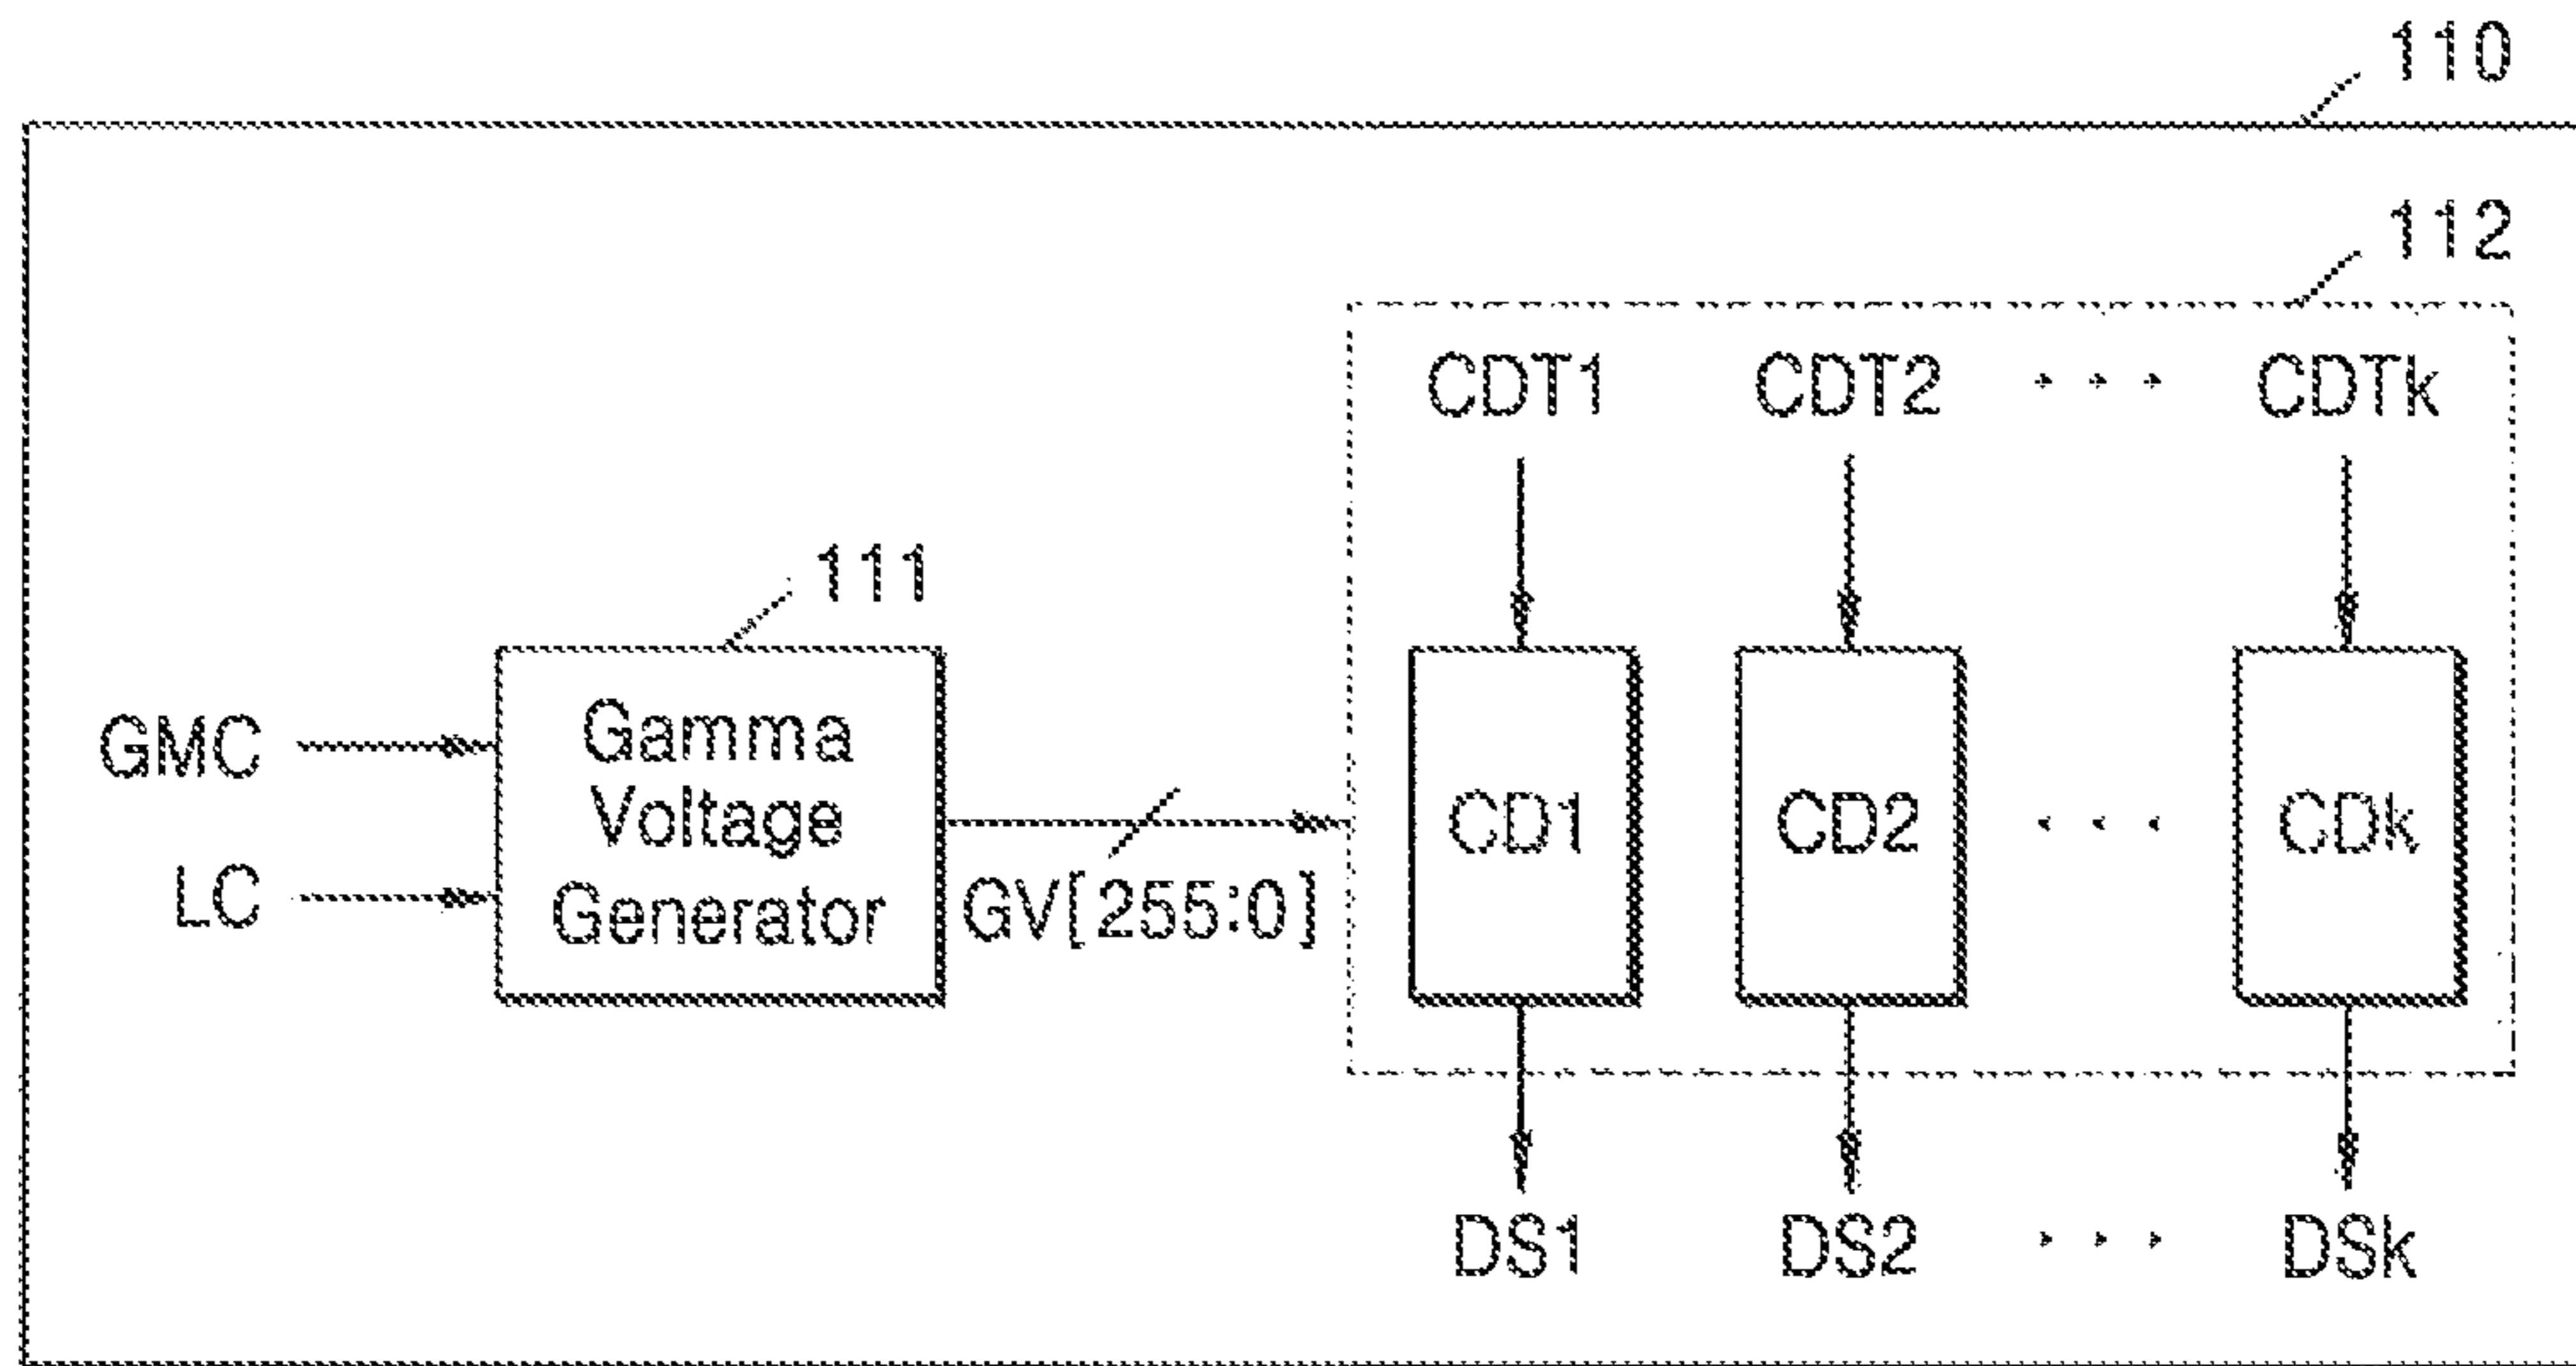 110
112
CDT1 CDT2 ... CDTk
111
GMC
LC
Gamma
Voltage
Generator
GV[255:0]
CD1 CD2 ... CDk
DS1 DS2 ... DSk